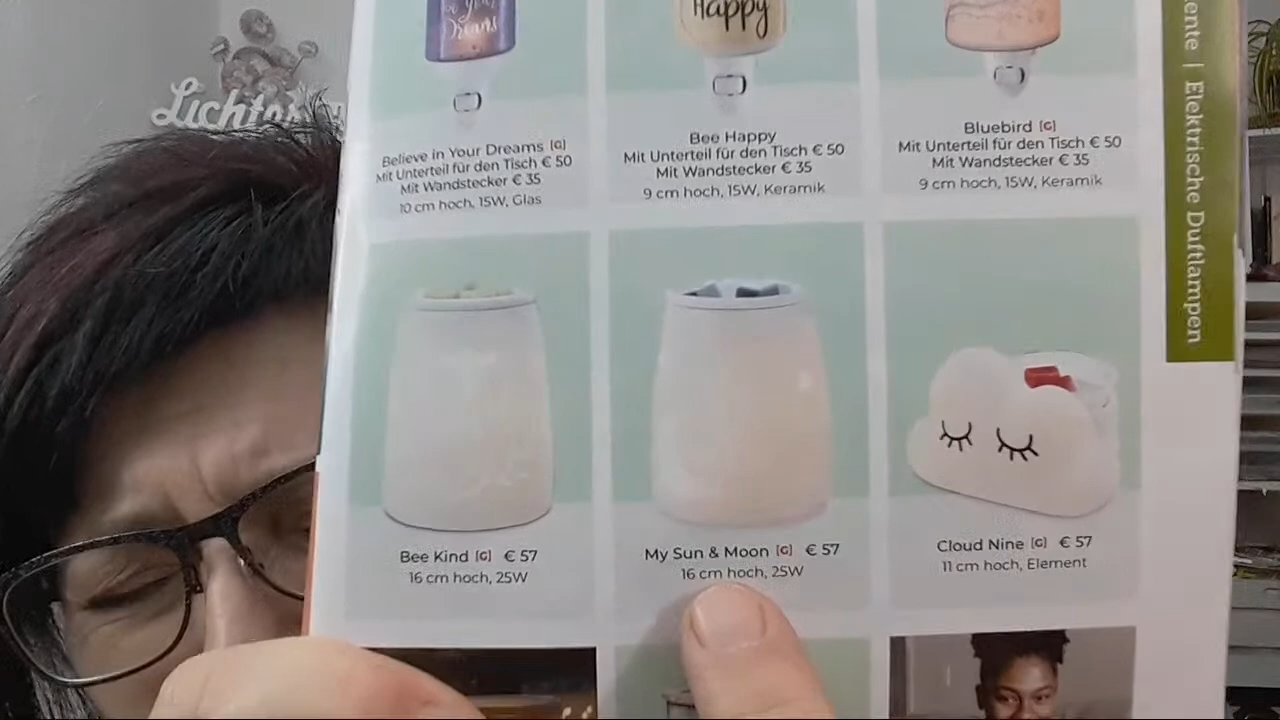 Dreams
Happy
Believe in Your Dreams [G]
Mit Unterteil für den Tisch € 50
Mit Wandstecker € 35
10 cm hoch, 15W, Glas
Bee Happy
Mit Unterteil für den Tisch € 50
Mit Wandstecker € 35
9 cm hoch, 15W, Keramik
Bluebird [G]
Mit Unterteil für den Tisch € 50
Mit Wandstecker € 35
9 cm hoch, 15W, Keramik
Bee Kind [G] € 57
16 cm hoch, 25W
My Sun & Moon [G] € 57
16 cm hoch, 25W
Cloud Nine [G] € 57
11 cm hoch, Element
| Elektrische Duftlampen